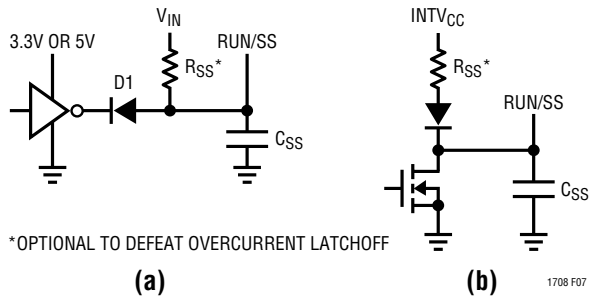 3.3V OR 5V
V_IN
RUN/SS
D1
R_SS*
C_SS
INTV_CC
R_SS*
RUN/SS
C_SS
*OPTIONAL TO DEFEAT OVERCURRENT LATCHOFF
(a)
(b)
1708 F07